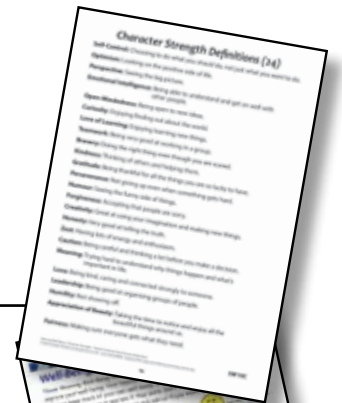 Character Strength Definitions (24)
Self-Control: Choosing to do what you should do, not just what you want to do.
Optimism: Looking on the positive side of life.
Perspective: Seeing the big picture.
Emotional Intelligence: Being able to understand and get on well with
other people.
Open-Mindedness: Being open to new ideas.
Curiosity: Enjoying finding out about the world.
Love of Learning: Enjoying learning new things.
Teamwork: Being very good at working in a group.
Bravery: Doing the right thing even though you are scared.
Kindness: Thinking of others and helping them.
Gratitude: Being thankful for all the things you are so lucky to have.
Perseverance: Not giving up even when something gets hard.
Humour: Seeing the funny side of things.
Forgiveness: Accepting that people are sorry.
Creativity: Great at using your imagination and making new things.
Honesty: Very good at telling the truth.
Zest: Having lots of energy and enthusiasm.
Caution: Being careful and thinking a lot before you make a decision.
Meaning: Trying hard to understand why things happen and what's
important in life.
Love: Being kind, caring and connected strongly to someone.
Leadership: Being good at organising groups of people.
Humility: Not showing off.
Appreciation of Beauty: Taking the time to notice and enjoy all the
beautiful things around us.
Fairness: Making sure everyone gets what they need.
Well-Be